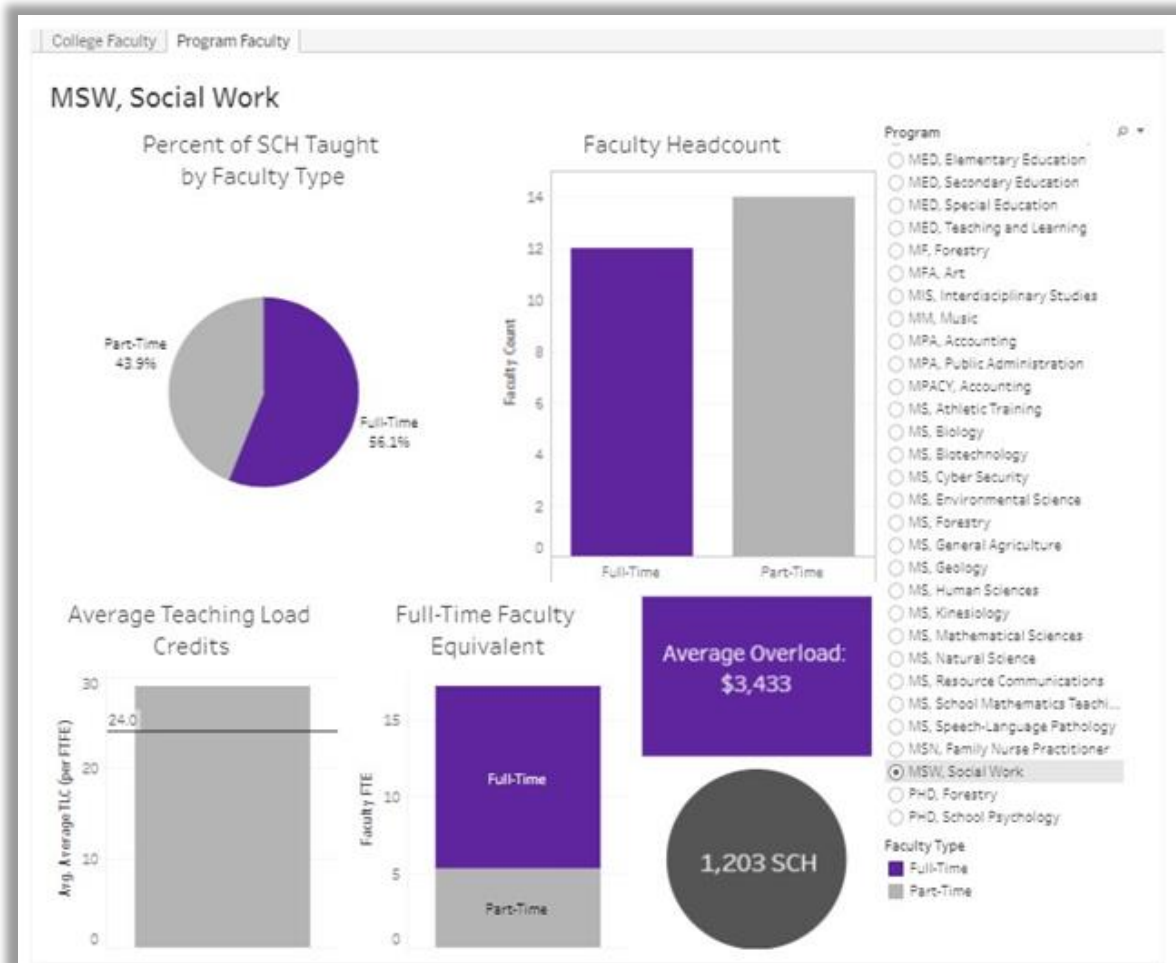 College Faculty
Program Faculty
MSW, Social Work
Percent of SCH Taught
by Faculty Type
Part-Time
43.9%
Full-Time
56.1%
Faculty Headcount
Faculty Count
14
12
10
8
6
4
2
0
Full-Time
Part-Time
Average Teaching Load
Credits
Avg. Average TLC (per FTFE)
30
24.0
20
10
0
Full-Time Faculty
Equivalent
Faculty FTE
15
10
5
0
Full-Time
Part-Time
Average Overload:
$3,433
1,203 SCH
Program
MED, Elementary Education
MED, Secondary Education
MED, Special Education
MED, Teaching and Learning
MF, Forestry
MFA, Art
MIS, Interdisciplinary Studies
MM, Music
MPA, Accounting
MPA, Public Administration
MPACY, Accounting
MS, Athletic Training
MS, Biology
MS, Biotechnology
MS, Cyber Security
MS, Environmental Science
MS, Forestry
MS, General Agriculture
MS, Geology
MS, Human Sciences
MS, Kinesiology
MS, Mathematical Sciences
MS, Natural Science
MS, Resource Communications
MS, School Mathematics Teachi...
MS, Speech-Language Pathology
MSN, Family Nurse Practitioner
MSW, Social Work
PHD, Forestry
PHD, School Psychology
Faculty Type
Full-Time
Part-Time